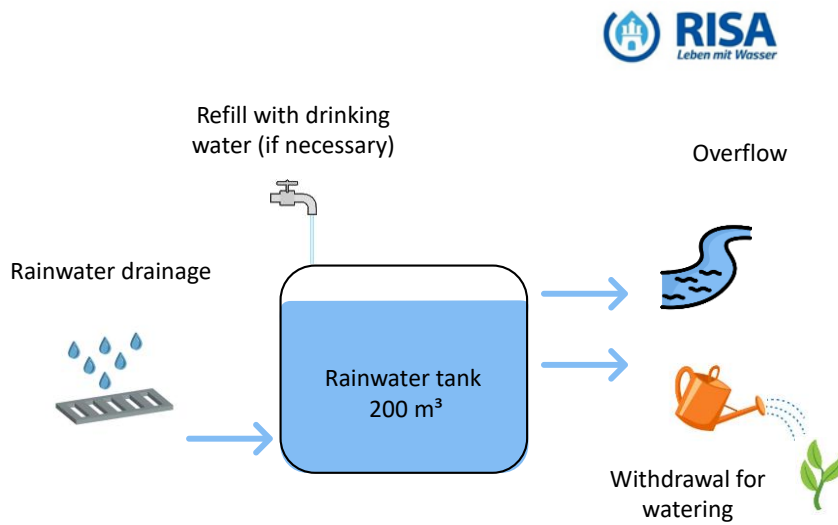 RISA
Leben mit Wasser
Refill with drinking
water (if necessary)
Overflow
Rainwater drainage
Rainwater tank
200 m³
Withdrawal for
watering